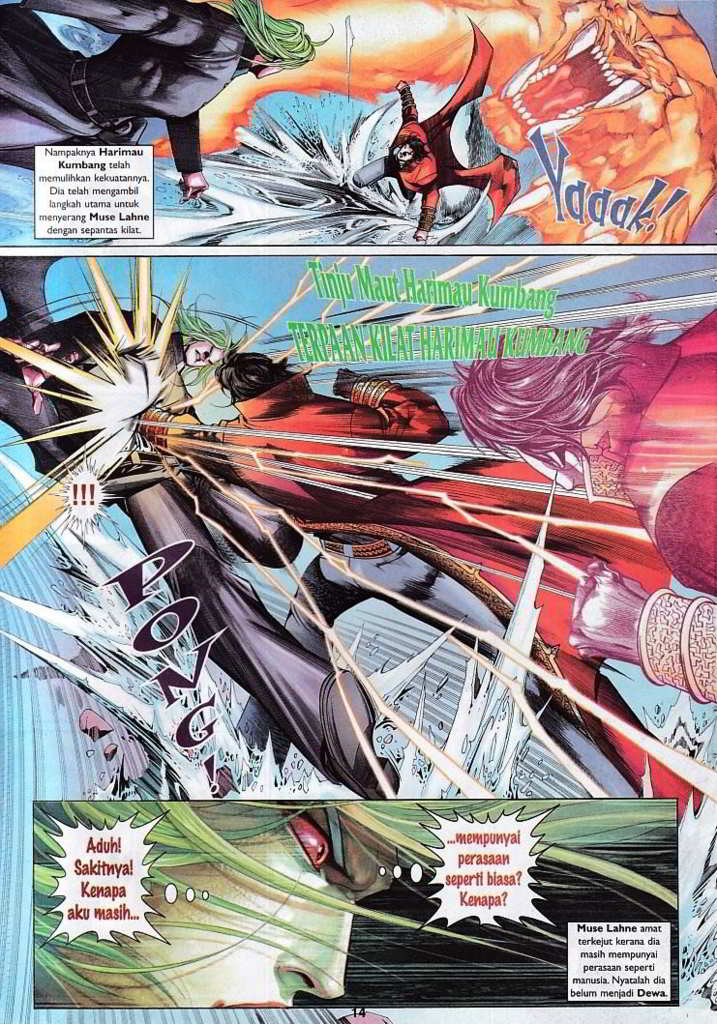 Nampaknya Harimau
Kumbang telah
memulihkan kekuatannya.
Dia telah mengambil
langkah utama untuk
menyerang Muse Lahne
dengan sepantas kilat.
Yaaak!
Tinju Maut Harimau Kumbang
TERPAAN KILAT HARIMAU KUMBANG
!!!
PONG!
Aduh!
Sakitnya!
Kenapa
aku masih...
...mempunyai
perasaan
seperti biasa?
Kenapa?
Muse Lahne amat
terkejut kerana dia
masih mempunyai
perasaan seperti
manusia. Nyatalah dia
belum menjadi Dewa.
14